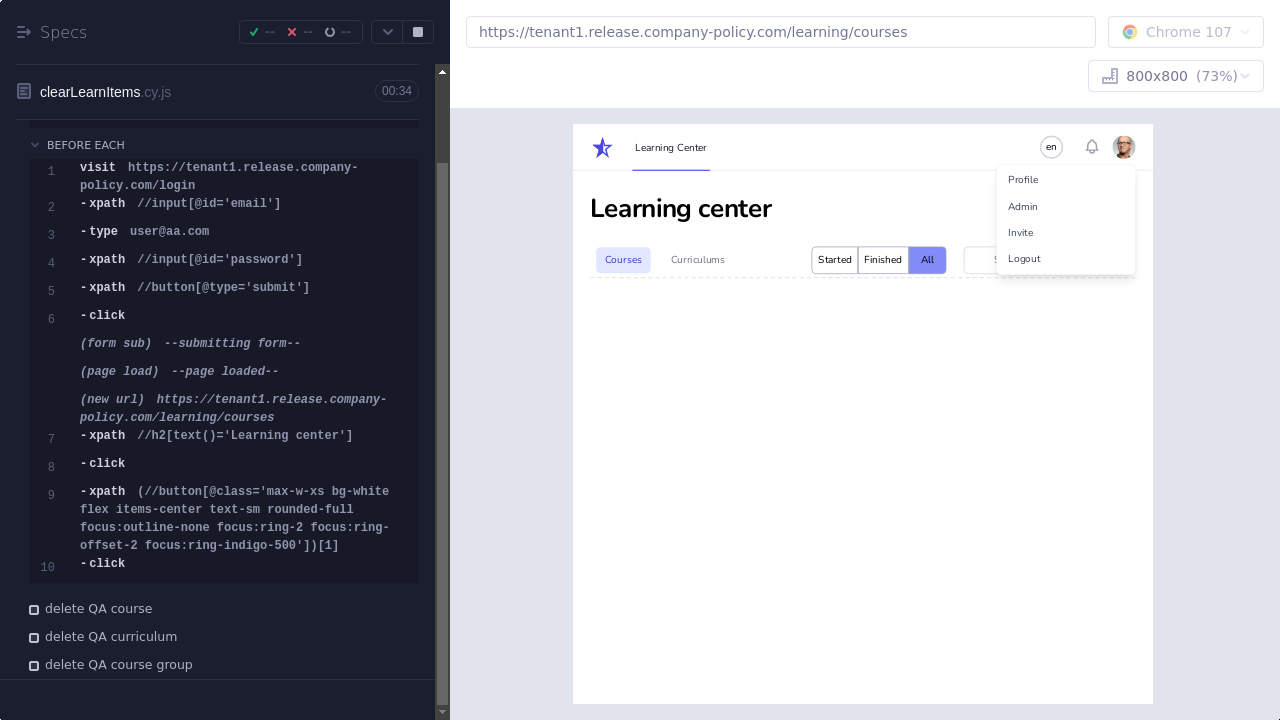 Specs
--
--
--
https://tenant1.release.company-policy.com/learning/courses
Chrome 107
800x800 (73%)
clearLearnItems.cy.js
00:34
BEFORE EACH
1 visit https://tenant1.release.company-
policy.com/login
2 -xpath //input[@id='email']
3 -type user@aa.com
4 -xpath //input[@id='password']
5 -xpath //button[@type='submit']
6 -click
(form sub) --submitting form--
(page load) --page loaded--
(new url) https://tenant1.release.company-
policy.com/learning/courses
7 -xpath //h2[text()='Learning center']
8 -click
9 -xpath (//button[@class='max-w-xs bg-white
flex items-center text-sm rounded-full
focus:outline-none focus:ring-2 focus:ring-
offset-2 focus:ring-indigo-500'])[1]
10 -click
delete QA course
delete QA curriculum
delete QA course group
Learning Center
en
Profile
Admin
Invite
Logout
Learning center
Courses
Curriculums
Started
Finished
All